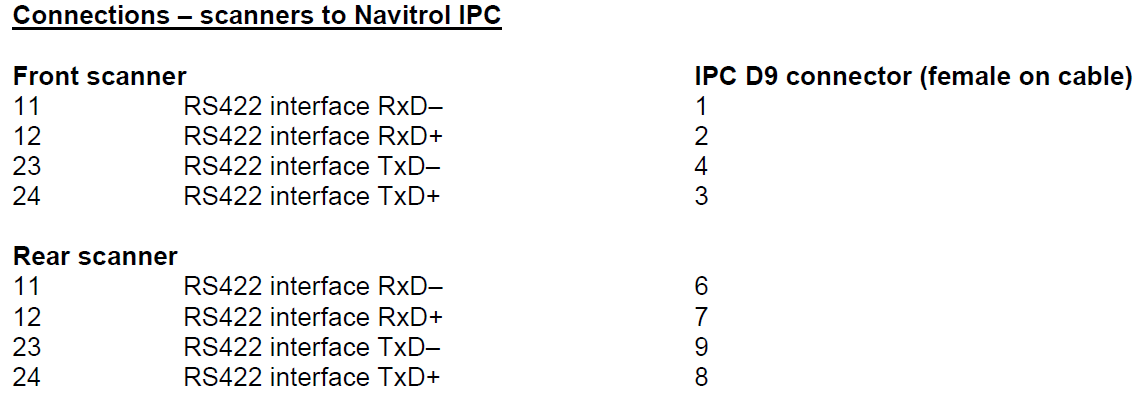 Connections – scanners to Navitrol IPC
Front scanner IPC D9 connector (female on cable)
11 RS422 interface RxD– 1
12 RS422 interface RxD+ 2
23 RS422 interface TxD– 4
24 RS422 interface TxD+ 3
Rear scanner
11 RS422 interface RxD– 6
12 RS422 interface RxD+ 7
23 RS422 interface TxD– 9
24 RS422 interface TxD+ 8